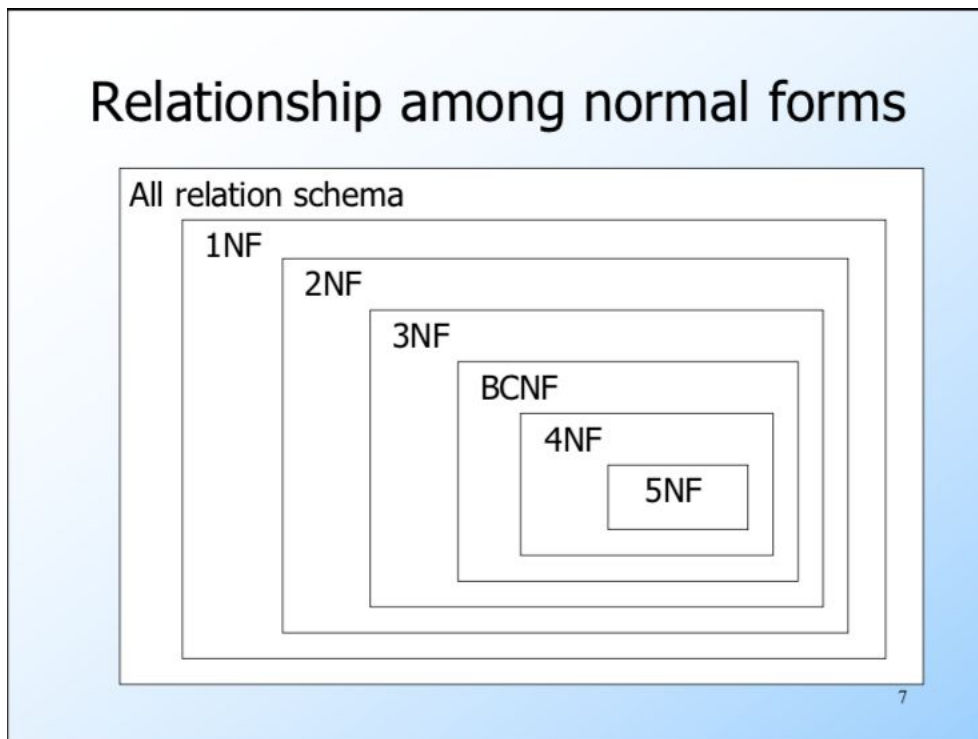 Relationship among normal forms
All relation schema
1NF
2NF
3NF
BCNF
4NF
5NF
7